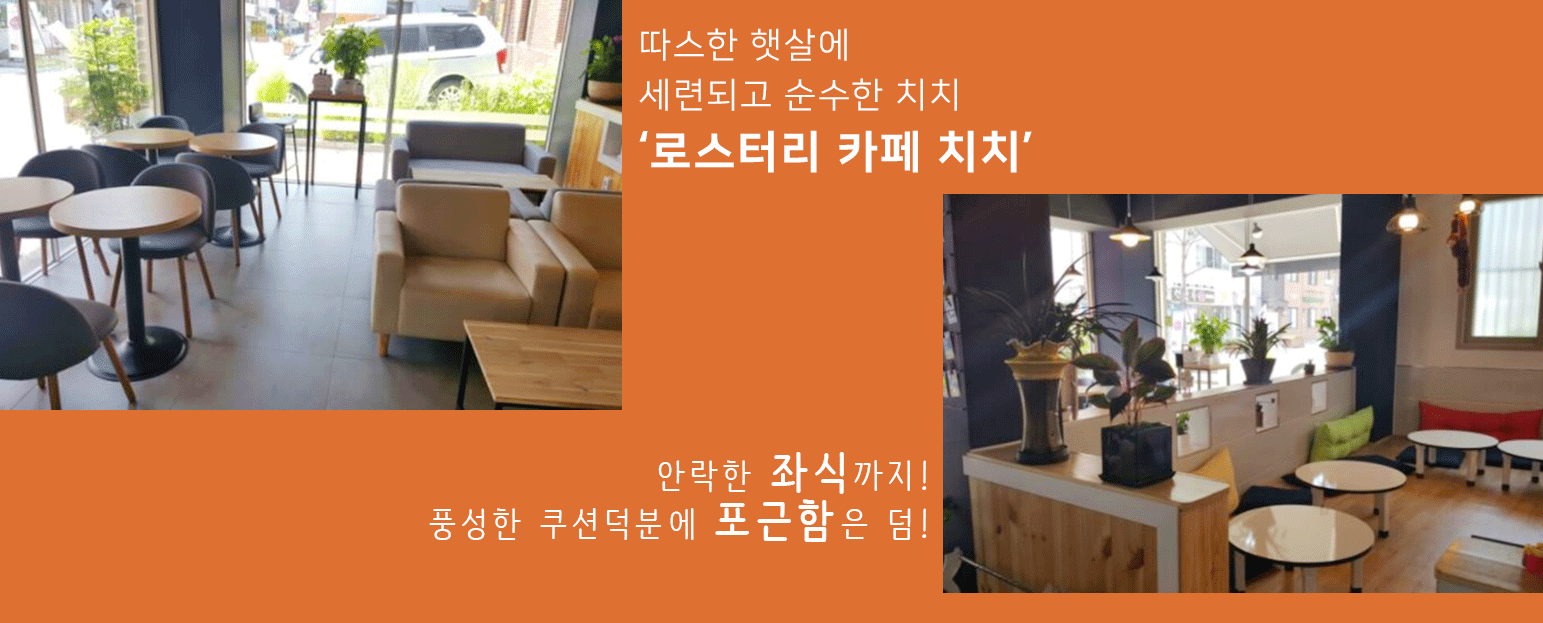 따스한 햇살에
세련되고 순수한 치치
‘로스터리 카페 치치’
안락한 좌식까지!
풍성한 쿠션덕분에 포근함은 덤!